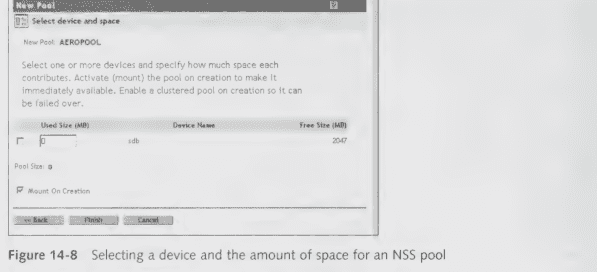 New Pool
Select device and space
New Pool: AEROPOOL
Select one or more devices and specify how much space each
contributes. Activate (mount) the pool on creation to make it
immediately available. Enable a clustered pool on creation so it can
be failed over.
Used Size (MB) Device Name Free Size (MB)
0 sdb 2047
Pool Size: 0
Mount On Creation
<< Back Finish Cancel
Figure 14-8 Selecting a device and the amount of space for an NSS pool